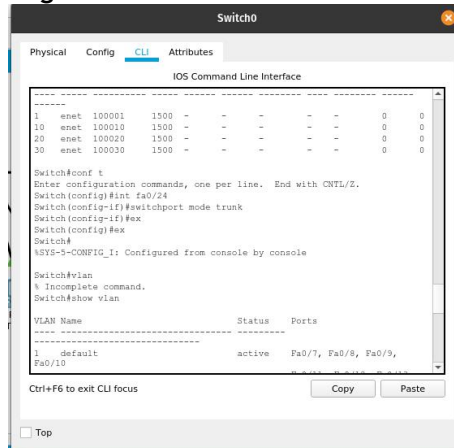 Switch0
Physical Config CLI Attributes
IOS Command Line Interface
---- ----- ---------- ----- ------ ------ -------- ---- -------- ------
------
1 enet 100001 1500 - - - - - 0 0
10 enet 100010 1500 - - - - - 0 0
20 enet 100020 1500 - - - - - 0 0
30 enet 100030 1500 - - - - - 0 0
Switch#conf t
Enter configuration commands, one per line. End with CNTL/Z.
Switch(config)#int fa0/24
Switch(config-if)#switchport mode trunk
Switch(config-if)#ex
Switch(config)#ex
Switch#
%SYS-5-CONFIG_I: Configured from console by console
Switch#vlan
% Incomplete command.
Switch#show vlan
VLAN Name Status Ports
---- -------------------------------- ---------
-------------------------------
1 default active Fa0/7, Fa0/8, Fa0/9,
Fa0/10
Ctrl+F6 to exit CLI focus
Copy Paste
Top